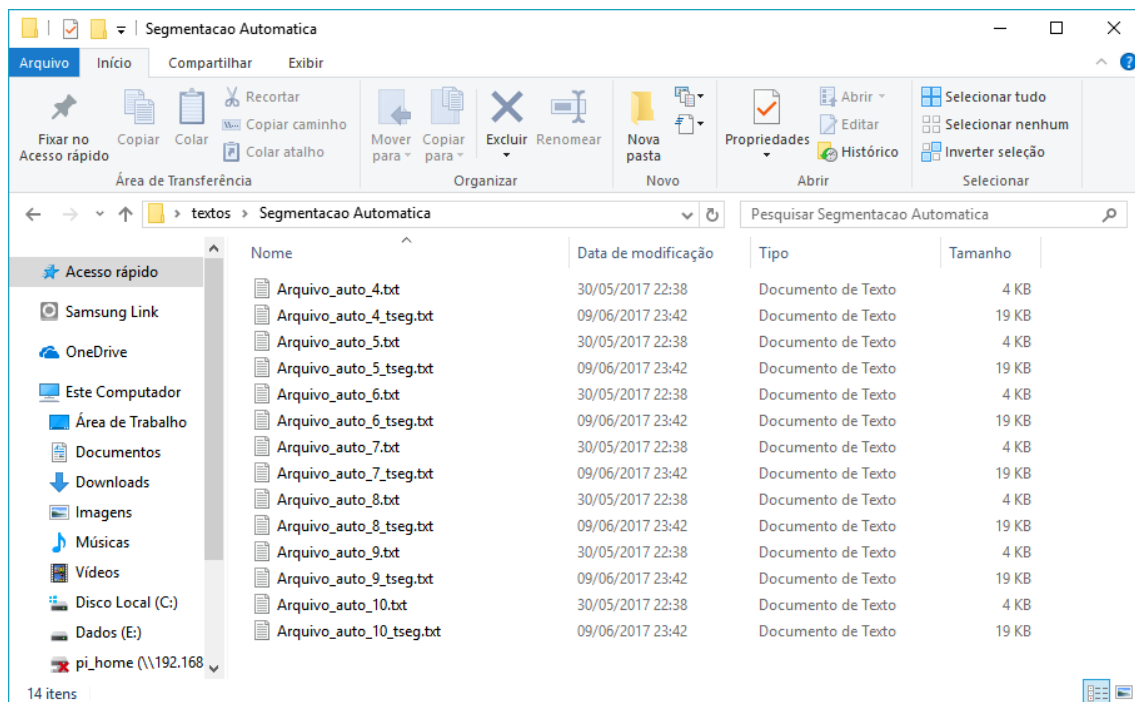 Segmentacao Automatica
Arquivo Início Compartilhar Exibir
Fixar no Acesso rápido
Copiar
Colar
Recortar
Copiar caminho
Colar atalho
Área de Transferência
Mover para
Copiar para
Excluir
Renomear
Organizar
Nova pasta
Novo
Propriedades
Abrir
Editar
Histórico
Abrir
Selecionar tudo
Selecionar nenhum
Inverter seleção
Selecionar
textos Segmentacao Automatica
Pesquisar Segmentacao Automatica
Acesso rápido
Samsung Link
OneDrive
Este Computador
Área de Trabalho
Documentos
Downloads
Imagens
Músicas
Vídeos
Disco Local (C:)
Dados (E:)
pi_home (\\192.168
Nome Data de modificação Tipo Tamanho
Arquivo_auto_4.txt 30/05/2017 22:38 Documento de Texto 4 KB
Arquivo_auto_4_tseg.txt 09/06/2017 23:42 Documento de Texto 19 KB
Arquivo_auto_5.txt 30/05/2017 22:38 Documento de Texto 4 KB
Arquivo_auto_5_tseg.txt 09/06/2017 23:42 Documento de Texto 19 KB
Arquivo_auto_6.txt 30/05/2017 22:38 Documento de Texto 4 KB
Arquivo_auto_6_tseg.txt 09/06/2017 23:42 Documento de Texto 19 KB
Arquivo_auto_7.txt 30/05/2017 22:38 Documento de Texto 4 KB
Arquivo_auto_7_tseg.txt 09/06/2017 23:42 Documento de Texto 19 KB
Arquivo_auto_8.txt 30/05/2017 22:38 Documento de Texto 4 KB
Arquivo_auto_8_tseg.txt 09/06/2017 23:42 Documento de Texto 19 KB
Arquivo_auto_9.txt 30/05/2017 22:38 Documento de Texto 4 KB
Arquivo_auto_9_tseg.txt 09/06/2017 23:42 Documento de Texto 19 KB
Arquivo_auto_10.txt 30/05/2017 22:38 Documento de Texto 4 KB
Arquivo_auto_10_tseg.txt 09/06/2017 23:42 Documento de Texto 19 KB
14 itens